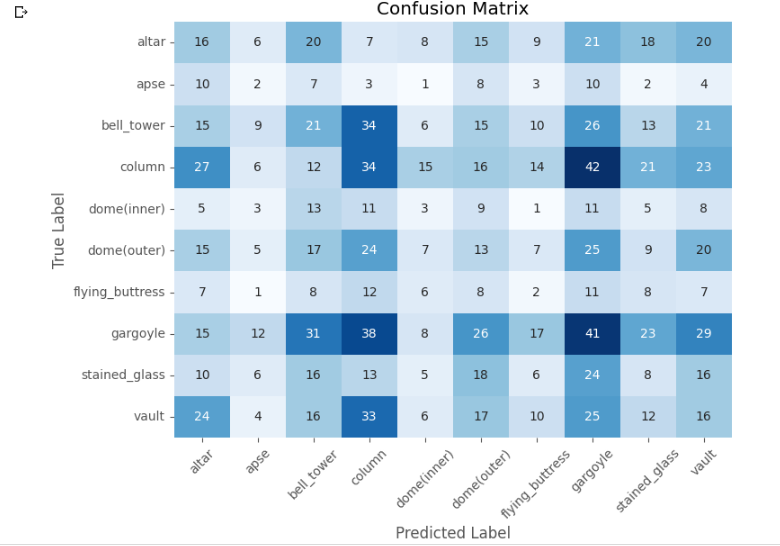 Confusion Matrix
altar 16 6 20 7 8 15 9 21 18 20
apse 10 2 7 3 1 8 3 10 2 4
bell_tower 15 9 21 34 6 15 10 26 13 21
column 27 6 12 34 15 16 14 42 21 23
dome(inner) 5 3 13 11 3 9 1 11 5 8
dome(outer) 15 5 17 24 7 13 7 25 9 20
flying_buttress 7 1 8 12 6 8 2 11 8 7
gargoyle 15 12 31 38 8 26 17 41 23 29
stained_glass 10 6 16 13 5 18 6 24 8 16
vault 24 4 16 33 6 17 10 25 12 16
True Label
altar apse bell_tower column dome(inner) dome(outer) flying_buttress gargoyle stained_glass vault
Predicted Label